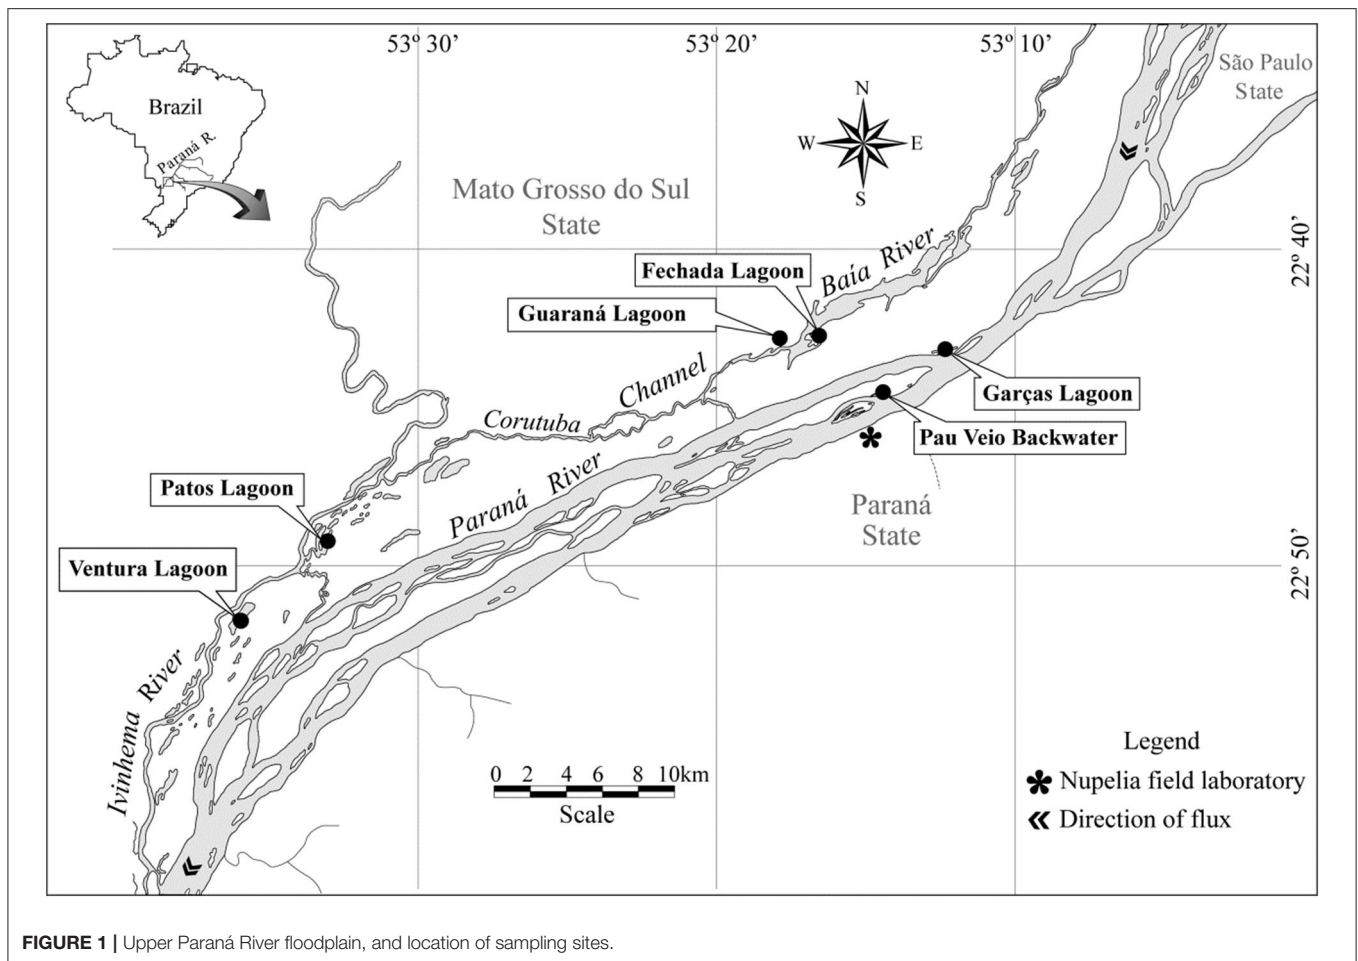 53º 30’
53º 20’
53º 10’
São Paulo
State
Brazil
Paraná R.
N
W
E
S
Mato Grosso do Sul
State
22º 40’
Baía River
Fechada Lagoon
Guaraná Lagoon
Garças Lagoon
Corutuba Channel
Pau Veio Backwater
Paraná River
Patos Lagoon
Paraná
State
22º 50’
Ventura Lagoon
Ivinhema River
Legend
0 2 4 6 8 10km
Scale
Nupelia field laboratory
Direction of flux
FIGURE 1 | Upper Paraná River floodplain, and location of sampling sites.